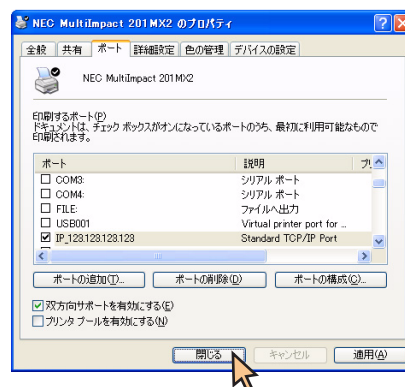 NEC MultiImpact 201MX2 のプロパティ
全般 共有 ポート 詳細設定 色の管理 デバイスの設定
NEC MultiImpact 201MX2
印刷するポート(P)
ドキュメントは、チェック ボックスがオンになっているポートのうち、最初に利用可能なもので
印刷されます。
ポート 説明 プ
COM3: シリアル ポート
COM4: シリアル ポート
FILE: ファイルへ出力
USB001 Virtual printer port for ...
IP_123.123.123.123 Standard TCP/IP Port
ポートの追加(T)... ポートの削除(D) ポートの構成(C)...
双方向サポートを有効にする(E)
プリンタ プールを有効にする(N)
閉じる キャンセル 適用(A)